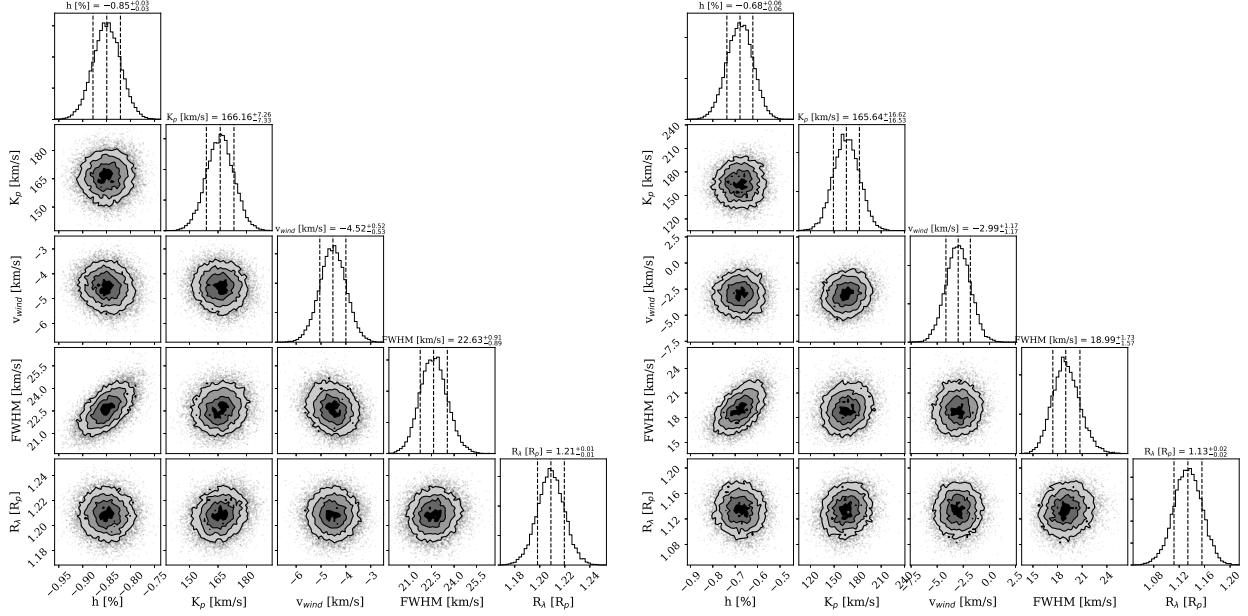 h [%] = −0.85+0.03−0.03
K_p [km/s] = 166.16+7.26−7.33
v_wind [km/s] = −4.52+0.52−0.53
FWHM [km/s] = 22.63+0.91−0.89
R_λ [R_p] = 1.21+0.01−0.01
K_p [km/s]
180
165
150
v_wind [km/s]
−3
−4
−5
−6
FWHM [km/s]
25.5
24.0
22.5
21.0
R_λ [R_p]
1.24
1.22
1.20
1.18
−0.95 −0.90 −0.85 −0.80 −0.75
150 165 180
−6 −5 −4 −3
21.0 22.5 24.0 25.5
1.18 1.20 1.22 1.24
h [%] K_p [km/s] v_wind [km/s] FWHM [km/s] R_λ [R_p]
h [%] = −0.68+0.06−0.06
K_p [km/s] = 165.64+16.62−16.53
v_wind [km/s] = −2.99+1.17−1.17
FWHM [km/s] = 18.99+1.73−1.57
R_λ [R_p] = 1.13+0.02−0.02
K_p [km/s]
240
210
180
150
120
v_wind [km/s]
2.5
0.0
−2.5
−5.0
−7.5
FWHM [km/s]
24
21
18
15
R_λ [R_p]
1.20
1.16
1.13
1.08
−0.9 −0.8 −0.7 −0.6 −0.5
120 150 180 210 240
−7.5 −5.0 −2.5 0.0 2.5
15 18 21 24
1.08 1.12 1.16 1.20
h [%] K_p [km/s] v_wind [km/s] FWHM [km/s] R_λ [R_p]